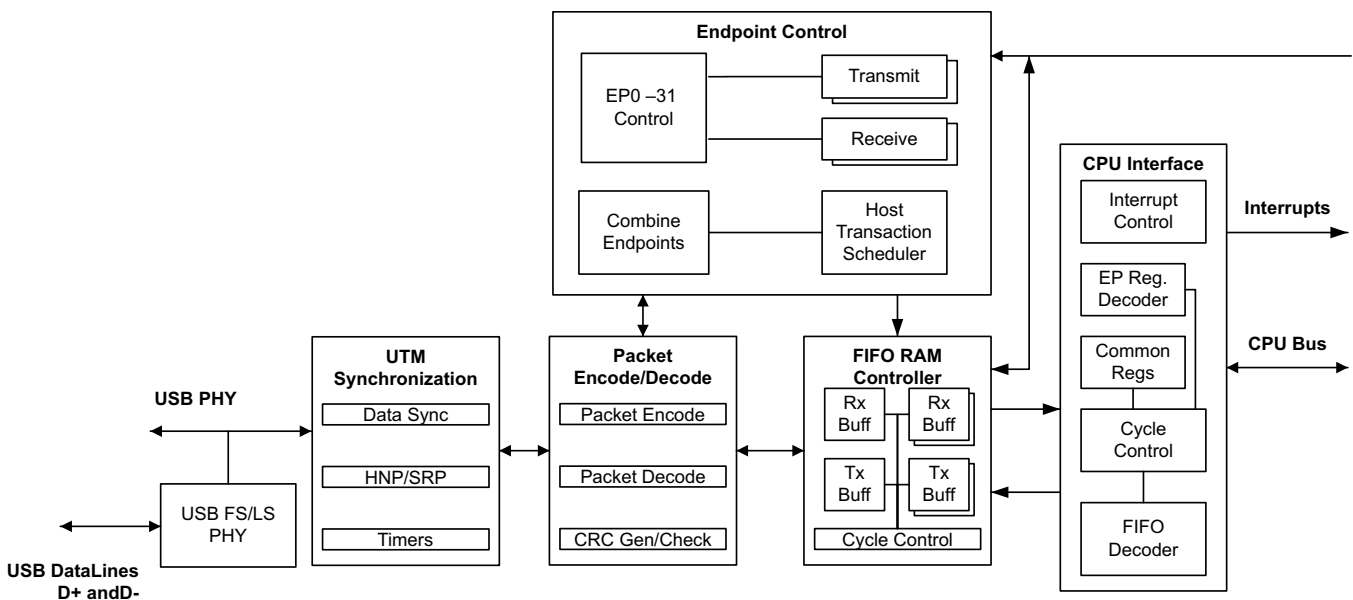 Endpoint Control
EP0 –31
Control
Transmit
Receive
Combine
Endpoints
Host
Transaction
Scheduler
CPU Interface
Interrupt
Control
Interrupts
EP Reg.
Decoder
Common
Regs
CPU Bus
Cycle
Control
FIFO
Decoder
UTM
Synchronization
Data Sync
HNP/SRP
Timers
Packet
Encode/Decode
Packet Encode
Packet Decode
CRC Gen/Check
FIFO RAM
Controller
Rx
Buff
Rx
Buff
Tx
Buff
Tx
Buff
Cycle Control
USB PHY
USB FS/LS
PHY
USB DataLines
D+ andD-